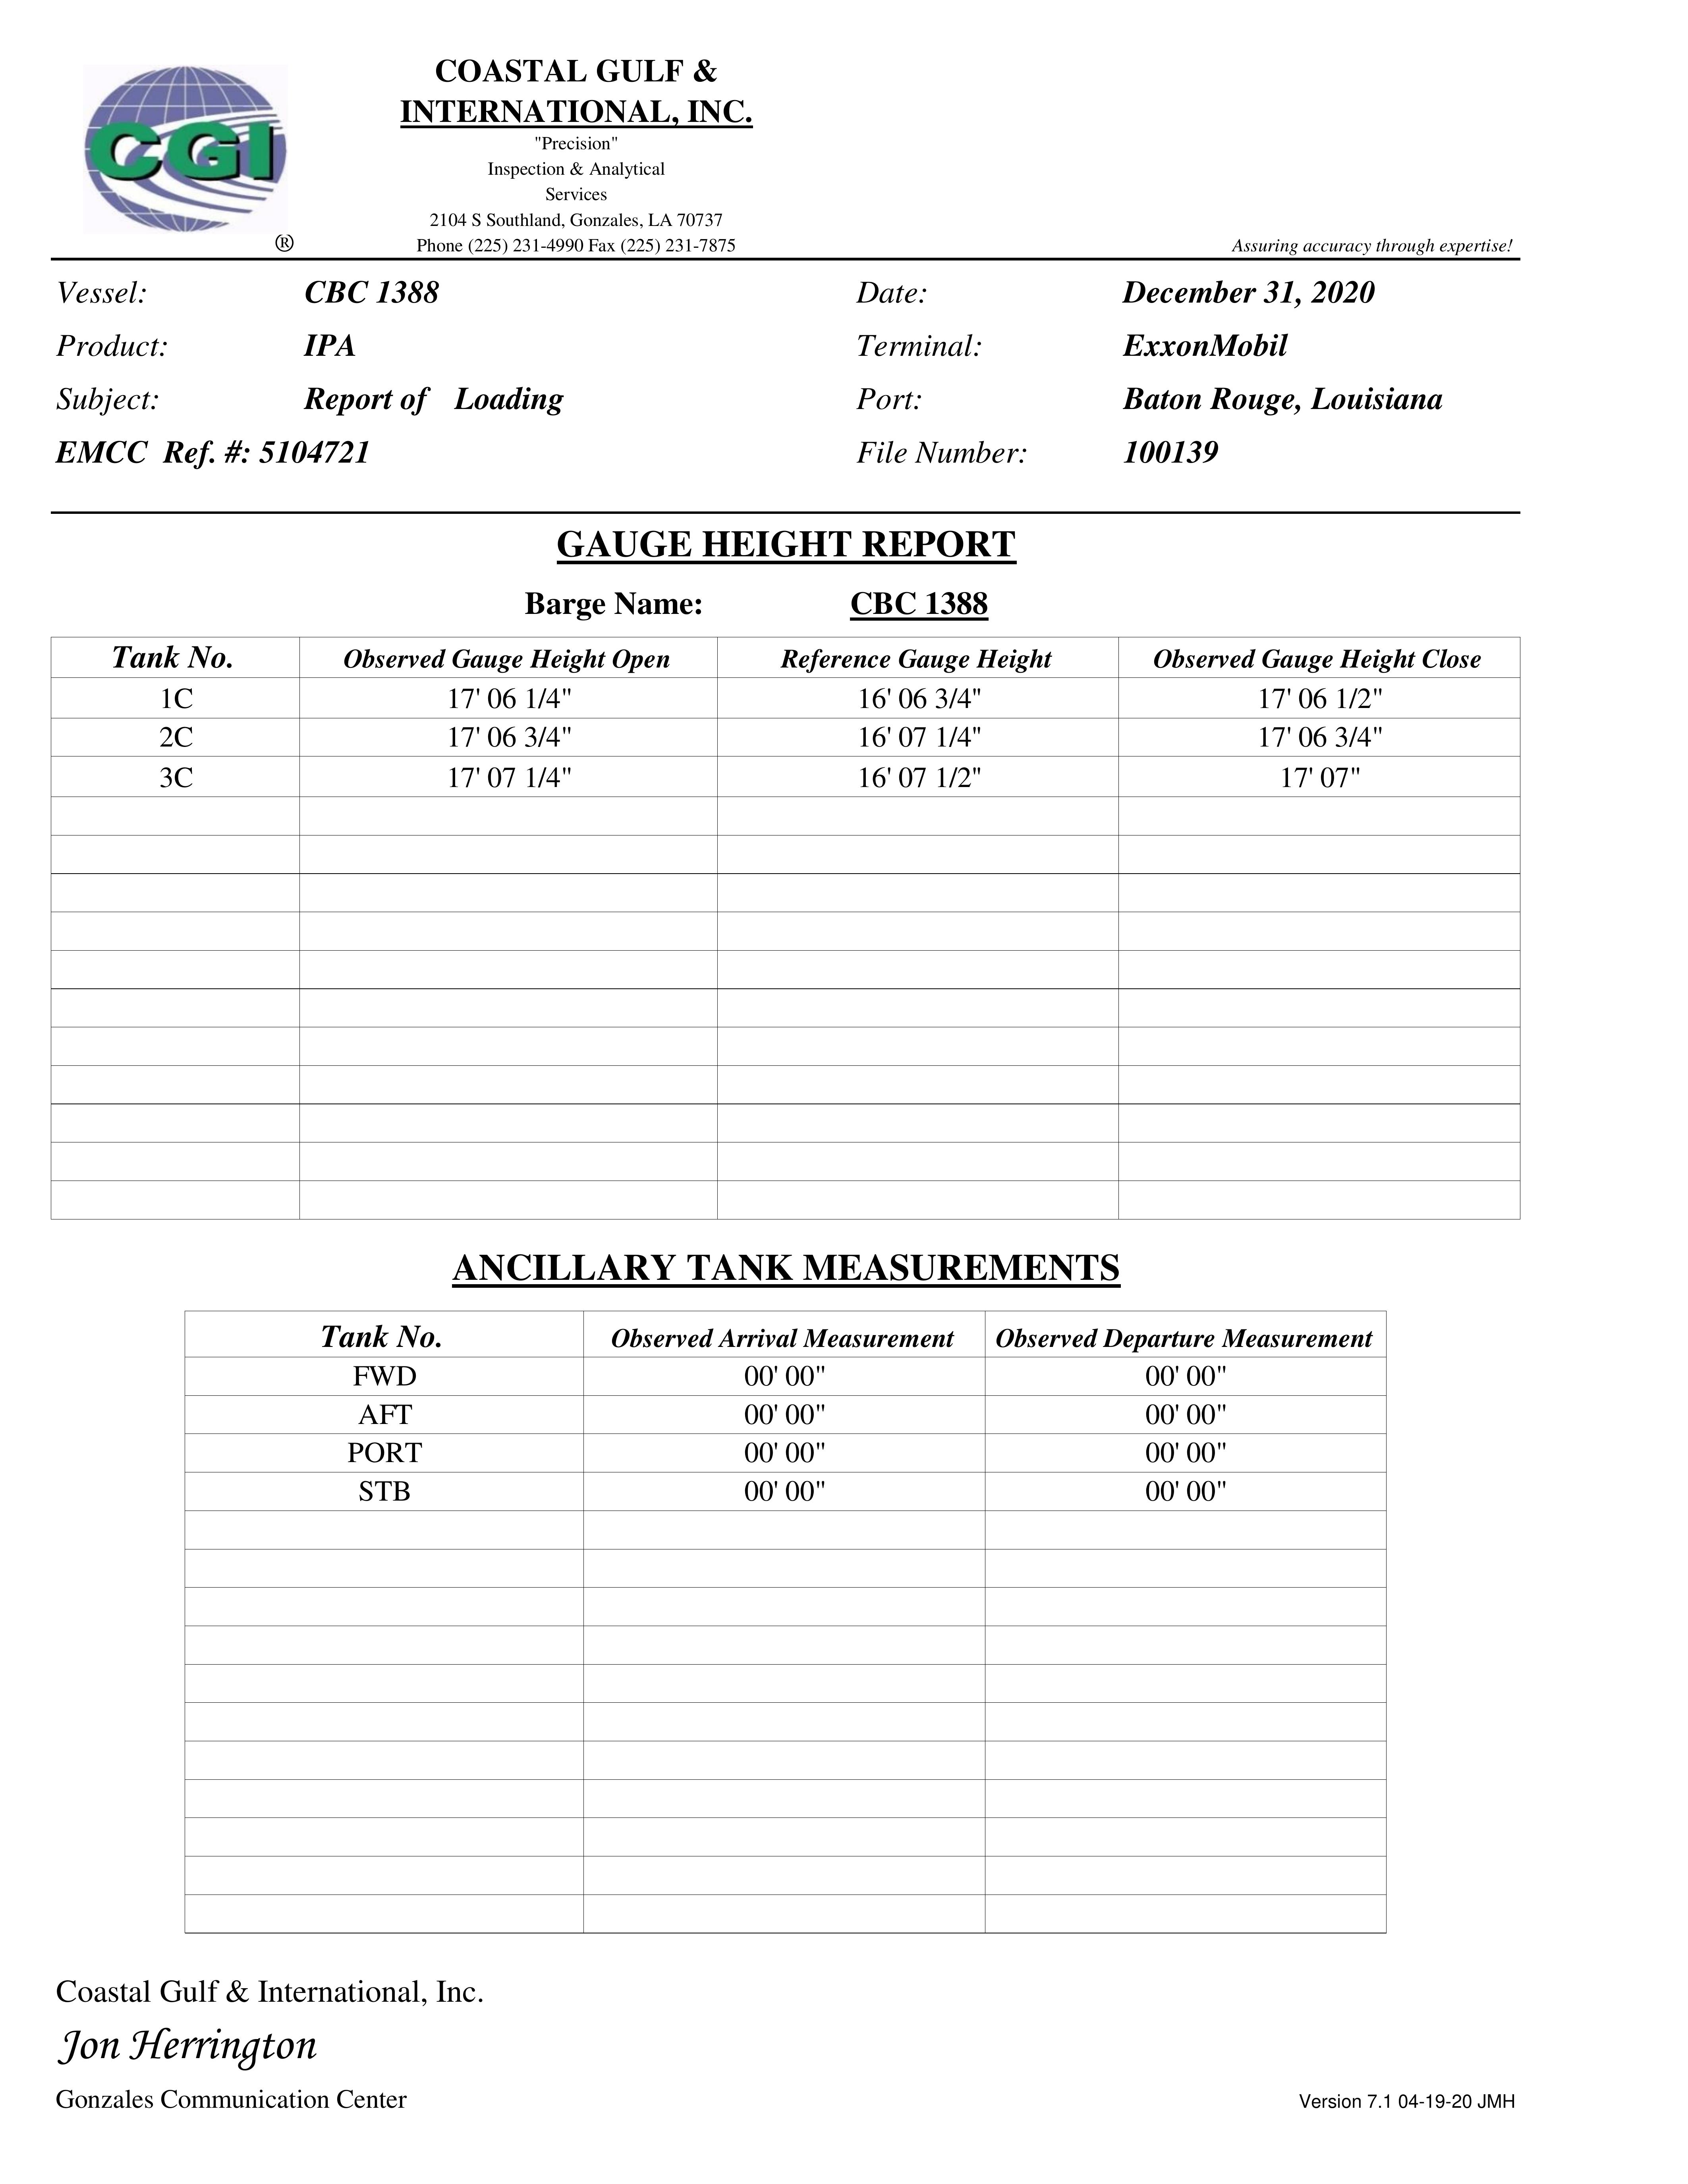 CGI
®
COASTAL GULF &
INTERNATIONAL, INC.
"Precision"
Inspection & Analytical
Services
2104 S Southland, Gonzales, LA 70737
Phone (225) 231-4990 Fax (225) 231-7875
Assuring accuracy through expertise!
Vessel: CBC 1388 Date: December 31, 2020
Product: IPA Terminal: ExxonMobil
Subject: Report of Loading Port: Baton Rouge, Louisiana
EMCC Ref. #: 5104721 File Number: 100139
GAUGE HEIGHT REPORT
Barge Name: CBC 1388
Tank No. Observed Gauge Height Open Reference Gauge Height Observed Gauge Height Close
1C 17' 06 1/4" 16' 06 3/4" 17' 06 1/2"
2C 17' 06 3/4" 16' 07 1/4" 17' 06 3/4"
3C 17' 07 1/4" 16' 07 1/2" 17' 07"
ANCILLARY TANK MEASUREMENTS
Tank No. Observed Arrival Measurement Observed Departure Measurement
FWD 00' 00" 00' 00"
AFT 00' 00" 00' 00"
PORT 00' 00" 00' 00"
STB 00' 00" 00' 00"
Coastal Gulf & International, Inc.
Jon Herrington
Gonzales Communication Center
Version 7.1 04-19-20 JMH